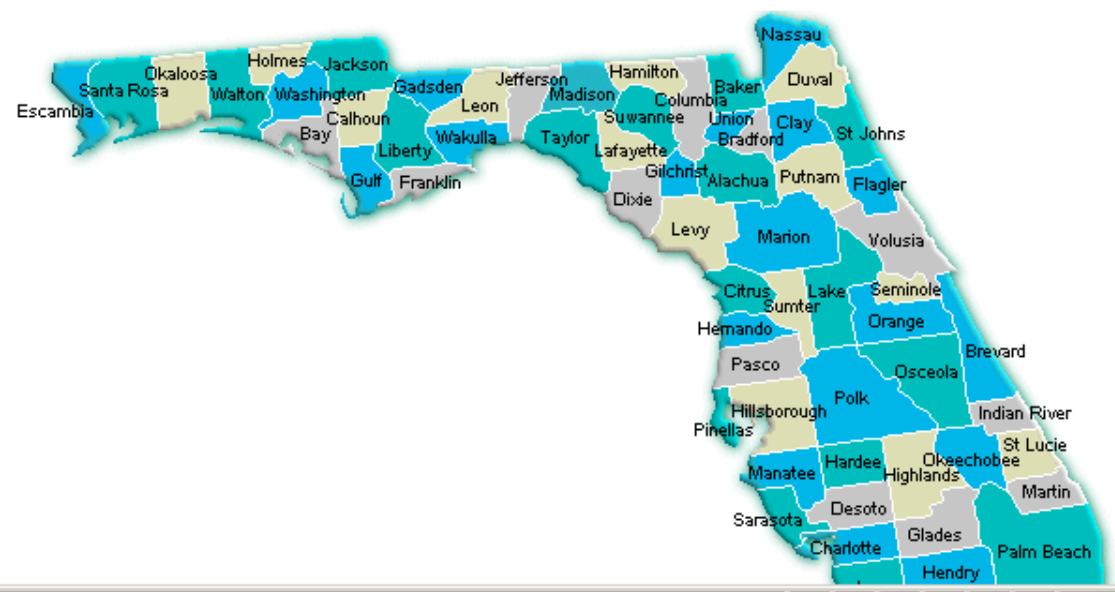 Nassau
Holmes
Jackson
Okaloosa
Hamilton
Jefferson
Duval
Santa Rosa
Walton
Washington
Gadsden
Madison
Baker
Columbia
Escambia
Leon
Calhoun
Suwannee
Union
Clay
Bay
Wakulla
Taylor
Bradford
St Johns
Liberty
Lafayette
Gilchrist
Alachua
Putnam
Gulf
Franklin
Flagler
Dixie
Levy
Marion
Volusia
Citrus
Lake
Seminole
Sumter
Hernando
Orange
Brevard
Pasco
Osceola
Polk
Hillsborough
Indian River
Pinellas
St Lucie
Manatee
Hardee
Okeechobee
Highlands
Martin
Desoto
Sarasota
Glades
Charlotte
Palm Beach
Hendry